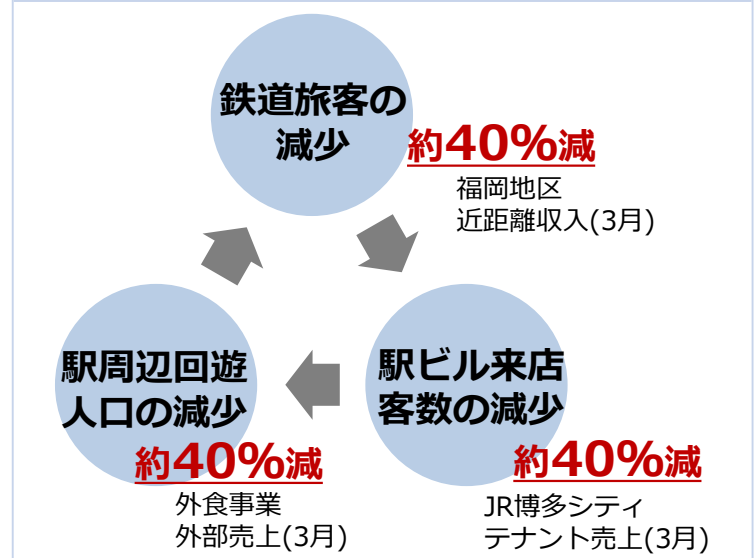 鉄道旅客の
減少
約40%減
福岡地区
近距離収入(3月)
駅ビル来店
客数の減少
約40%減
JR博多シティ
テナント売上(3月)
駅周辺回遊
人口の減少
約40%減
外食事業
外部売上(3月)